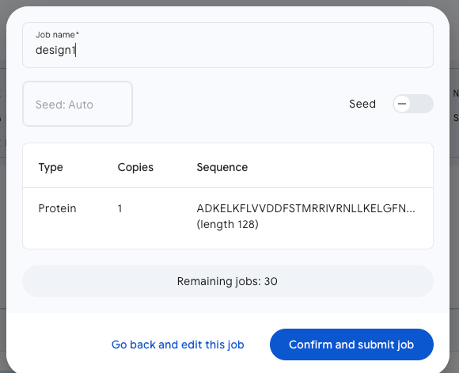 Job name*
design1
Seed: Auto
Seed
Type Copies Sequence
Protein 1 ADKELKFLVVDDFSTMRRIVRNLLKELGFN...
(length 128)
Remaining jobs: 30
Go back and edit this job Confirm and submit job